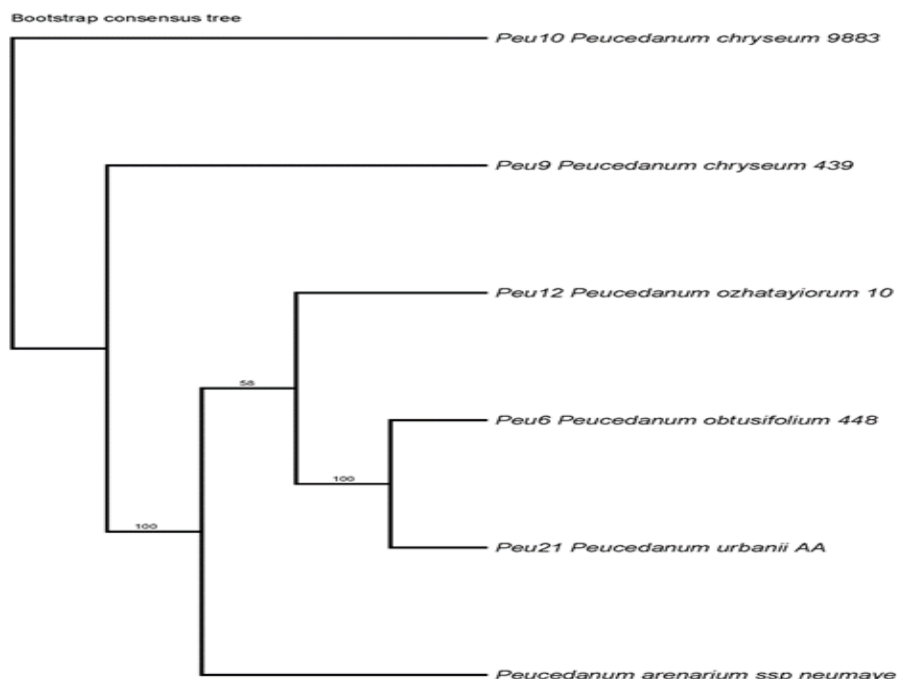 Bootstrap consensus tree
Peu10 Peucedanum chryseum 9883
Peu9 Peucedanum chryseum 439
Peu12 Peucedanum ozhatayiorum 10
58
Peu6 Peucedanum obtusifolium 448
100
100
Peu21 Peucedanum urbanii AA
Peucedanum arenarium ssp neumaye